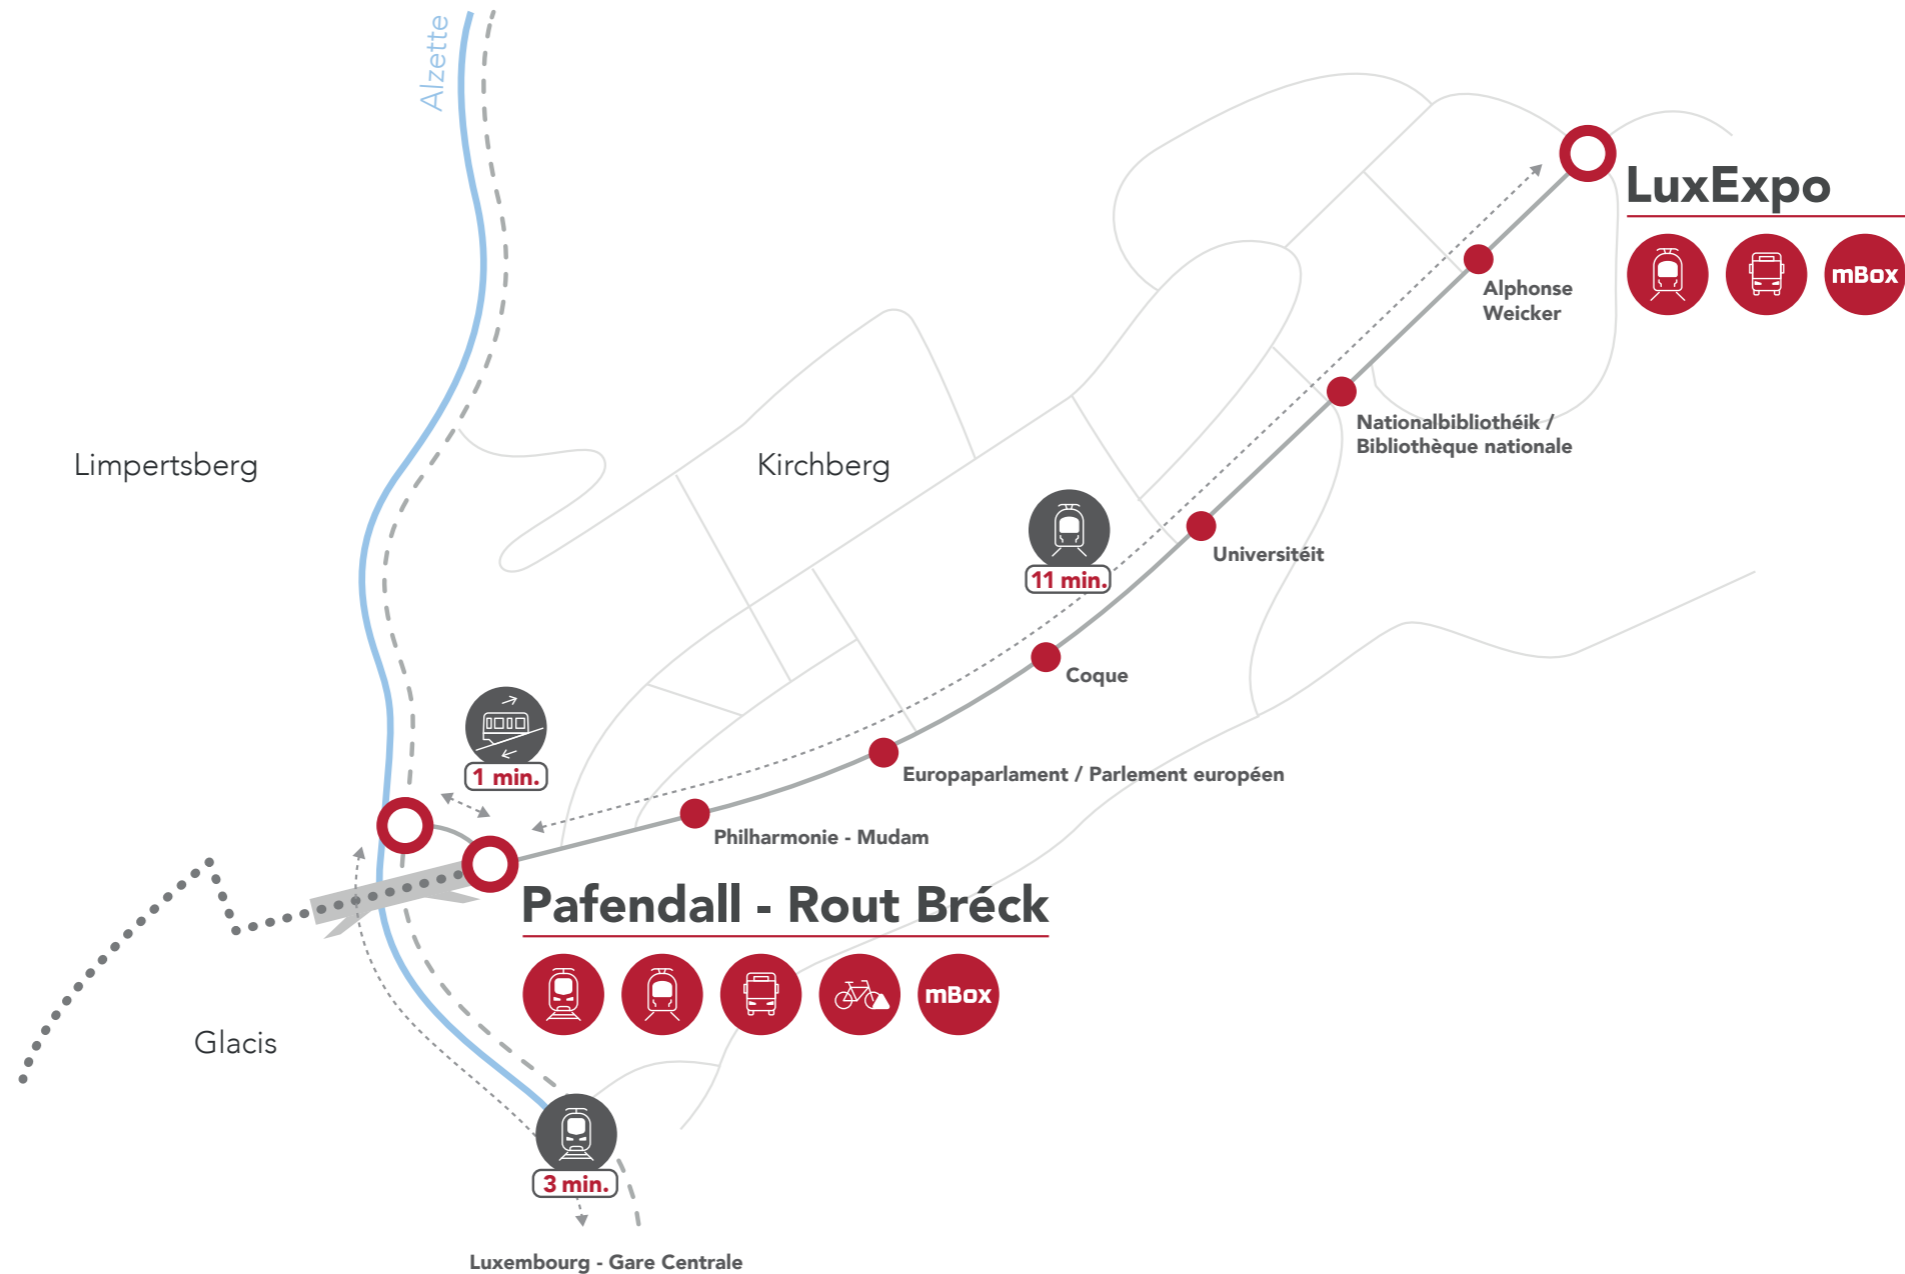 Alzette
LuxExpo
mBox
Alphonse
Weicker
Nationalbibliothéik /
Bibliothèque nationale
Limpertsberg
Kirchberg
Universitéit
11 min.
Coque
1 min.
Europaparlament / Parlement européen
Philharmonie - Mudam
Pafendall - Rout Bréck
mBox
Glacis
3 min.
Luxembourg - Gare Centrale